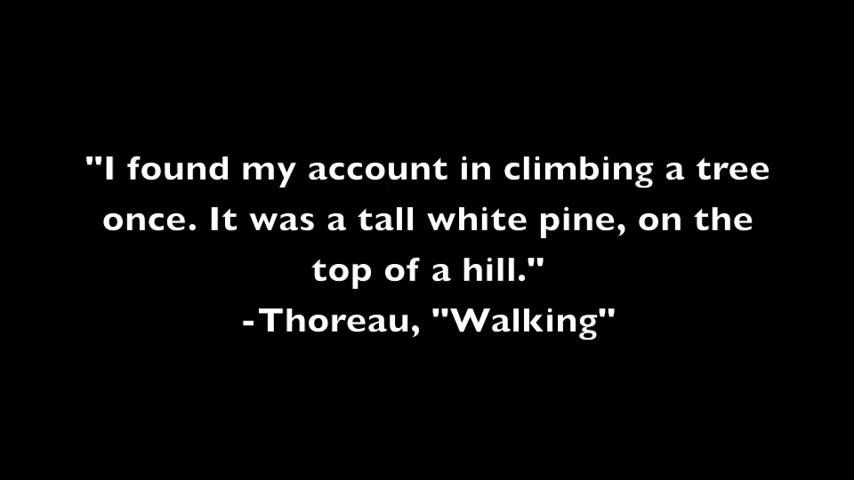 "I found my account in climbing a tree
once. It was a tall white pine, on the
top of a hill."
-Thoreau, "Walking"